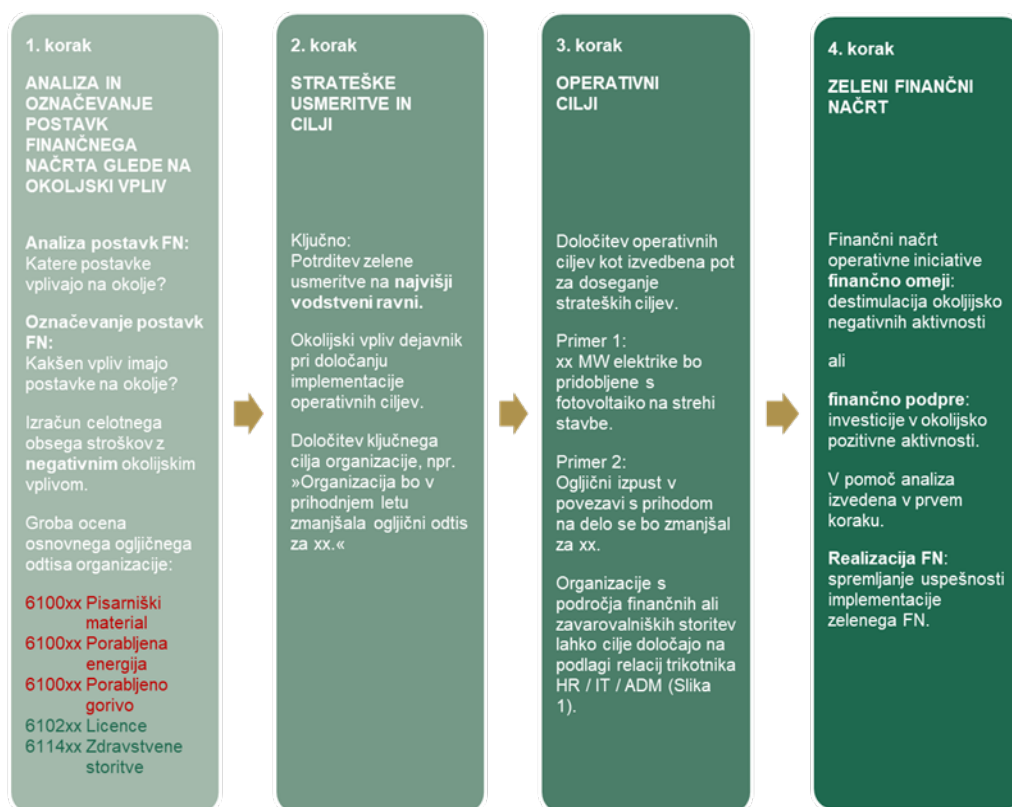 1. korak
ANALIZA IN
OZNAČEVANJE
POSTAVK
FINANČNEGA
NAČRTA GLEDE NA
OKOLJSKI VPLIV
Analiza postavk FN:
Katere postavke
vplivajo na okolje?
Označevanje postavk
FN:
Kakšen vpliv imajo
postavke na okolje?
Izračun celotnega
obsega stroškov z
negativnim okolijskim
vplivom.
Groba ocena
osnovnega ogljičnega
odtisa organizacije:
6100xx Pisarniški
material
6100xx Porabljena
energija
6100xx Porabljeno
gorivo
6102xx Licence
6114xx Zdravstvene
storitve
2. korak
STRATEŠKE
USMERITVE IN
CILJI
Ključno:
Potrditev zelene
usmeritve na najvišji
vodstveni ravni.
Okolijski vpliv dejavnik
pri določanju
implementacije
operativnih ciljev.
Določitev ključnega
cilja organizacije, npr.
»Organizacija bo v
prihodnjem letu
zmanjšala ogljični odtis
za xx.«
3. korak
OPERATIVNI
CILJI
Določitev operativnih
ciljev kot izvedbena pot
za doseganje
strateških ciljev.
Primer 1:
xx MW elektrike bo
pridobljene s
fotovoltaiko na strehi
stavbe.
Primer 2:
Ogljični izpust v
povezavi s prihodom
na delo se bo zmanjšal
za xx.
Organizacije s
področja finančnih ali
zavarovalniških storitev
lahko cilje določajo na
podlagi relacij trikotnika
HR / IT / ADM (Slika
1).
4. korak
ZELENI FINANČNI
NAČRT
Finančni načrt
operativne iniciative
finančno omeji:
destimulacija okoljijsko
negativnih aktivnosti
ali
finančno podpre:
investicije v okolijsko
pozitivne aktivnosti.
V pomoč analiza
izvedena v prvem
koraku.
Realizacija FN:
spremljanje uspešnosti
implementacije
zelenega FN.